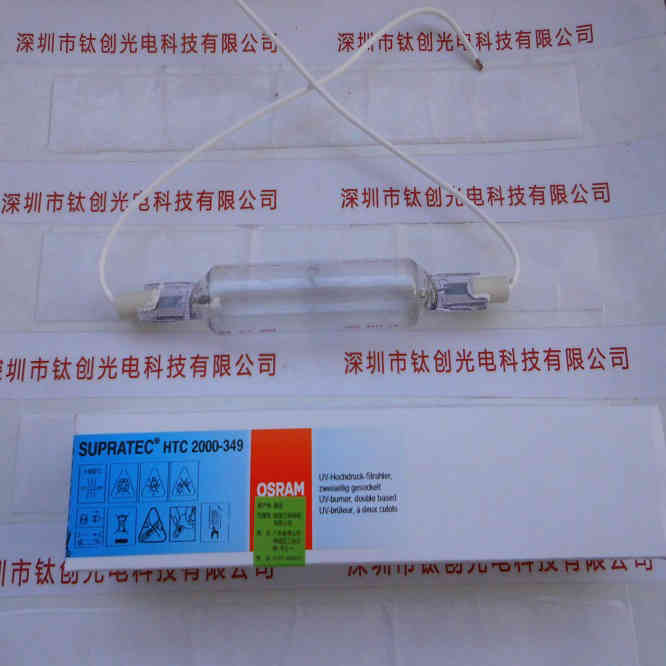 深圳市钛创光电科技有限公司
深圳市钛创光电科技有限公司
深圳市钛创光电科技有限公司
深圳市钛创光电科技有限公司
圳市钛创光电科技有限公司
深圳市钛创光电科技有限公司
SUPRATEC® HTC 2000-349
OSRAM
UV-Hochdruck-Strahler,
zweiseitig gesockelt
UV-burner, double based
UV-brûleur, à deux culots
圳市钛创光电科技有限公司
深圳市钛创光电科技有限公司